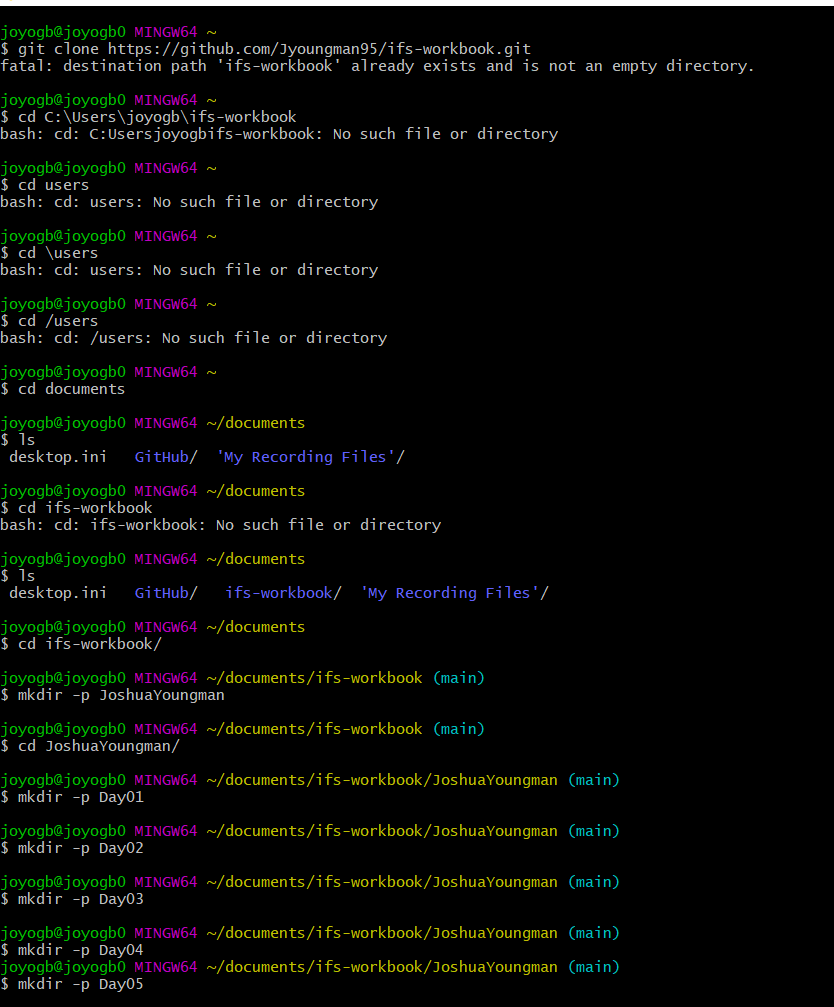 joyogb@joyogb0 MINGW64 ~
$ git clone https://github.com/Jyoungman95/ifs-workbook.git
fatal: destination path 'ifs-workbook' already exists and is not an empty directory.
joyogb@joyogb0 MINGW64 ~
$ cd C:\Users\joyogb\ifs-workbook
bash: cd: C:Usersjoyogbifs-workbook: No such file or directory
joyogb@joyogb0 MINGW64 ~
$ cd users
bash: cd: users: No such file or directory
joyogb@joyogb0 MINGW64 ~
$ cd \users
bash: cd: users: No such file or directory
joyogb@joyogb0 MINGW64 ~
$ cd /users
bash: cd: /users: No such file or directory
joyogb@joyogb0 MINGW64 ~
$ cd documents
joyogb@joyogb0 MINGW64 ~/documents
$ ls
desktop.ini   GitHub/  'My Recording Files'/
joyogb@joyogb0 MINGW64 ~/documents
$ cd ifs-workbook
bash: cd: ifs-workbook: No such file or directory
joyogb@joyogb0 MINGW64 ~/documents
$ ls
desktop.ini   GitHub/   ifs-workbook/  'My Recording Files'/
joyogb@joyogb0 MINGW64 ~/documents
$ cd ifs-workbook/
joyogb@joyogb0 MINGW64 ~/documents/ifs-workbook (main)
$ mkdir -p JoshuaYoungman
joyogb@joyogb0 MINGW64 ~/documents/ifs-workbook (main)
$ cd JoshuaYoungman/
joyogb@joyogb0 MINGW64 ~/documents/ifs-workbook/JoshuaYoungman (main)
$ mkdir -p Day01
joyogb@joyogb0 MINGW64 ~/documents/ifs-workbook/JoshuaYoungman (main)
$ mkdir -p Day02
joyogb@joyogb0 MINGW64 ~/documents/ifs-workbook/JoshuaYoungman (main)
$ mkdir -p Day03
joyogb@joyogb0 MINGW64 ~/documents/ifs-workbook/JoshuaYoungman (main)
$ mkdir -p Day04
joyogb@joyogb0 MINGW64 ~/documents/ifs-workbook/JoshuaYoungman (main)
$ mkdir -p Day05